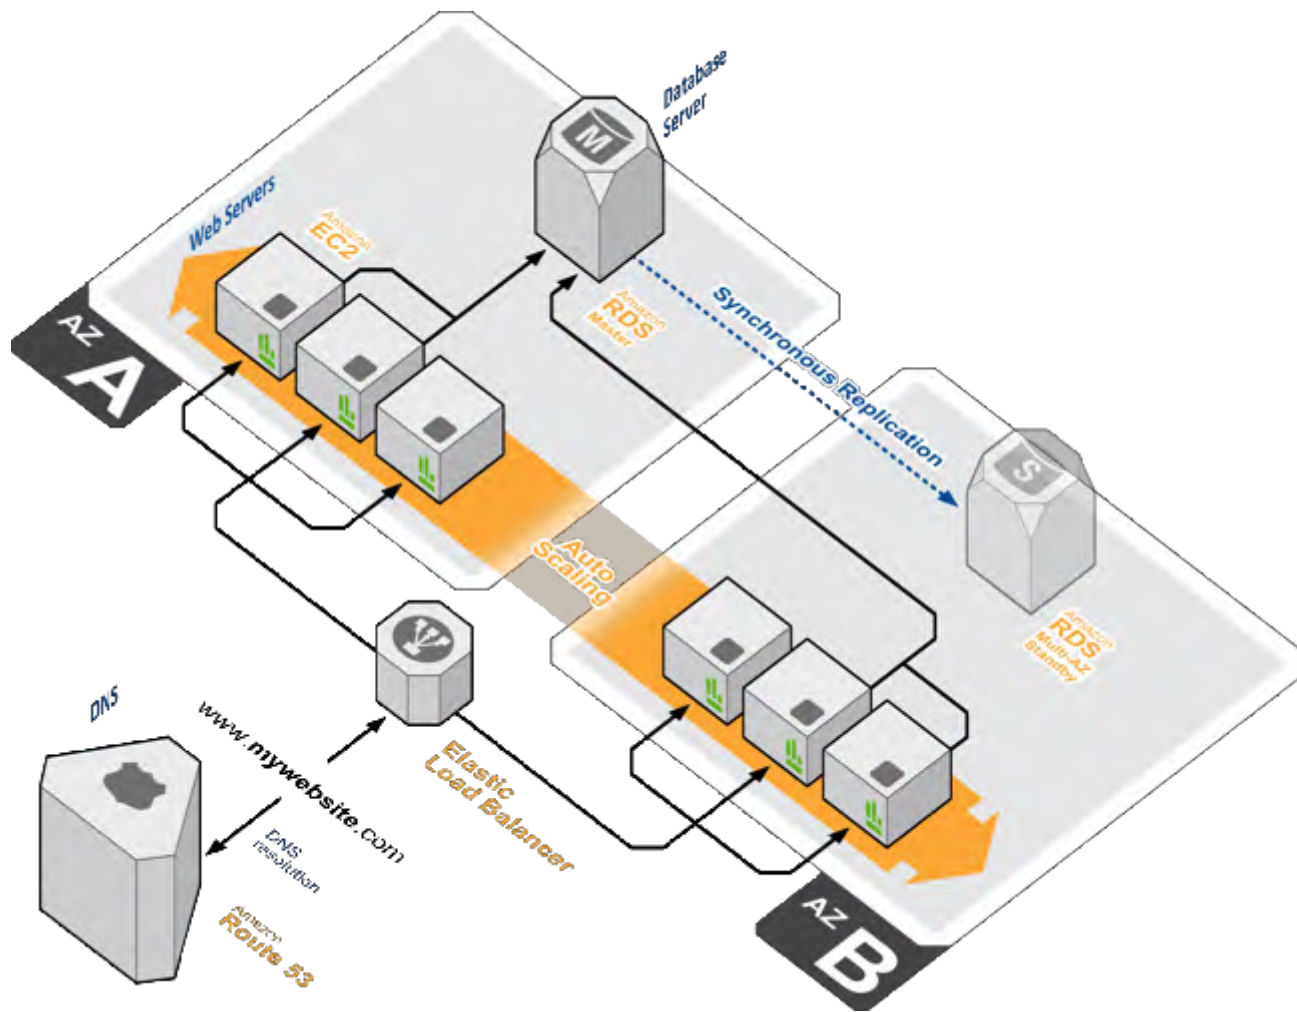 Database
Server
M
Web Servers
Amazon
EC2
Amazon
RDS
Master
Synchronous Replication
AZ
A
S
Auto
Scaling
Amazon
RDS
Multi-AZ
Standby
DNS
www.mywebsite.com
Elastic
Load Balancer
DNS
resolution
Amazon
Route 53
AZ
B